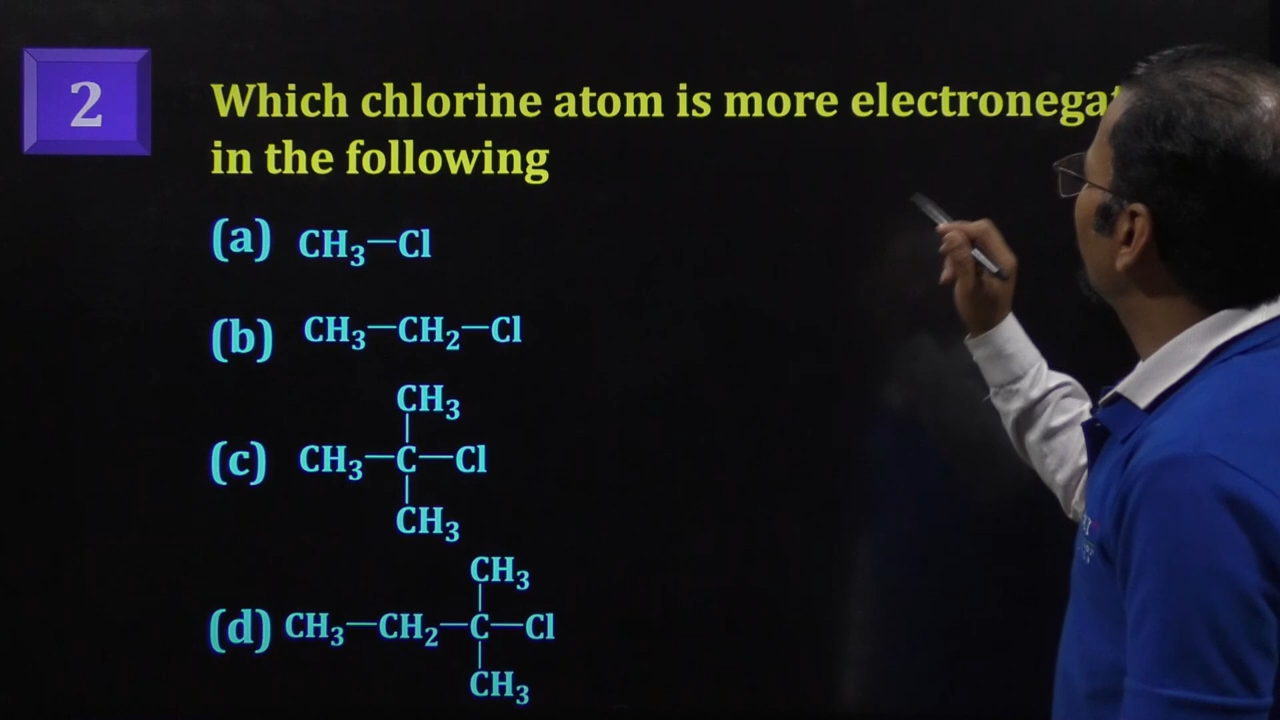 2
Which chlorine atom is more
in the following
(a) CH₃—Cl
(b) CH₃—CH₂—Cl
CH₃
(c) CH₃—C—Cl
CH₃
CH₃
(d) CH₃—CH₂—C—Cl
CH₃